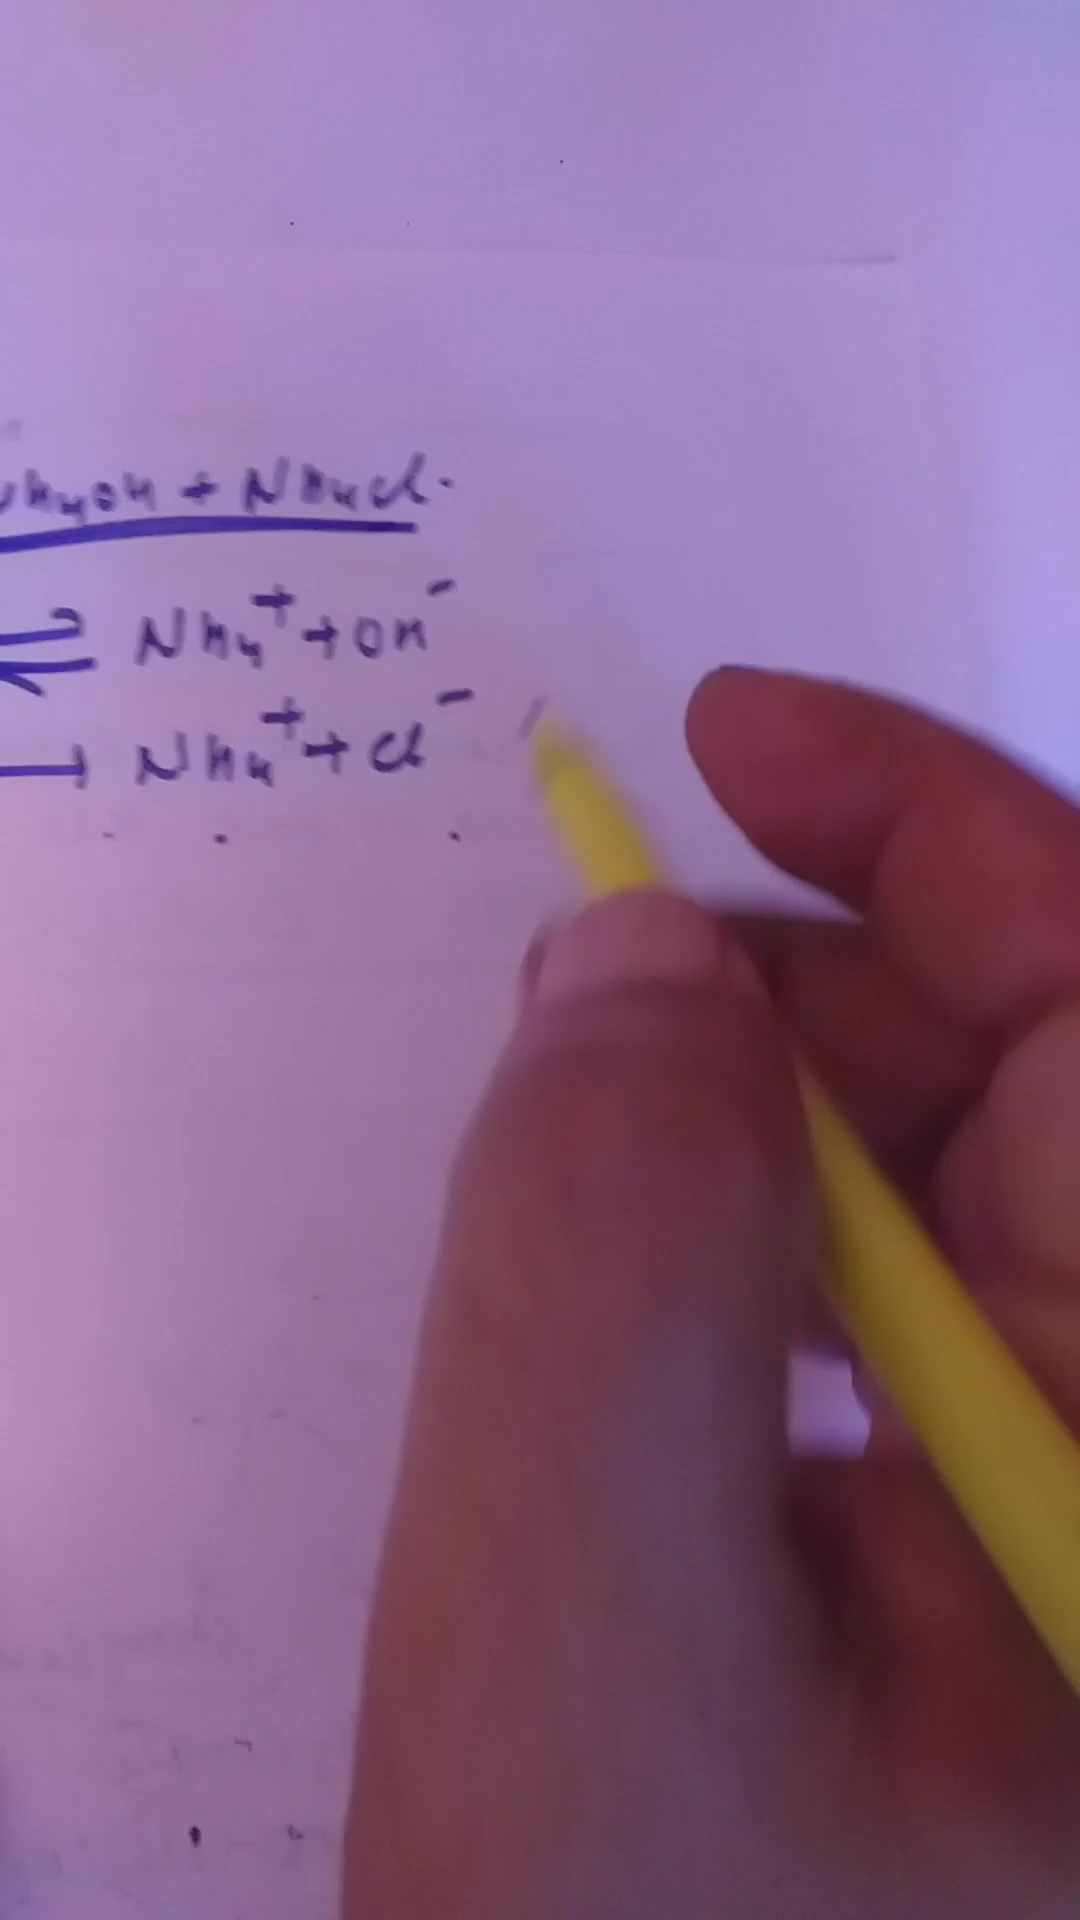 NH₄OH + NH₄Cl.
⇌ NH₄⁺ + OH⁻
→ NH₄⁺ + Cl⁻